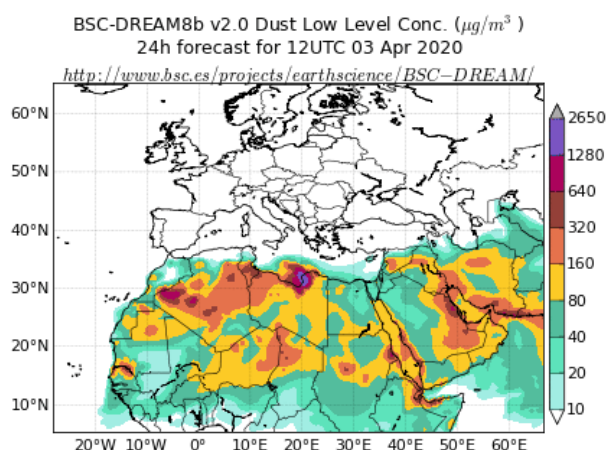 BSC-DREAM8b v2.0 Dust Low Level Conc. (μg/m³ )
24h forecast for 12UTC 03 Apr 2020
http://www.bsc.es/projects/earthscience/BSC−DREAM/
60°N
50°N
40°N
30°N
20°N
10°N
20°W 10°W 0° 10°E 20°E 30°E 40°E 50°E 60°E
2650
1280
640
320
160
80
40
20
10